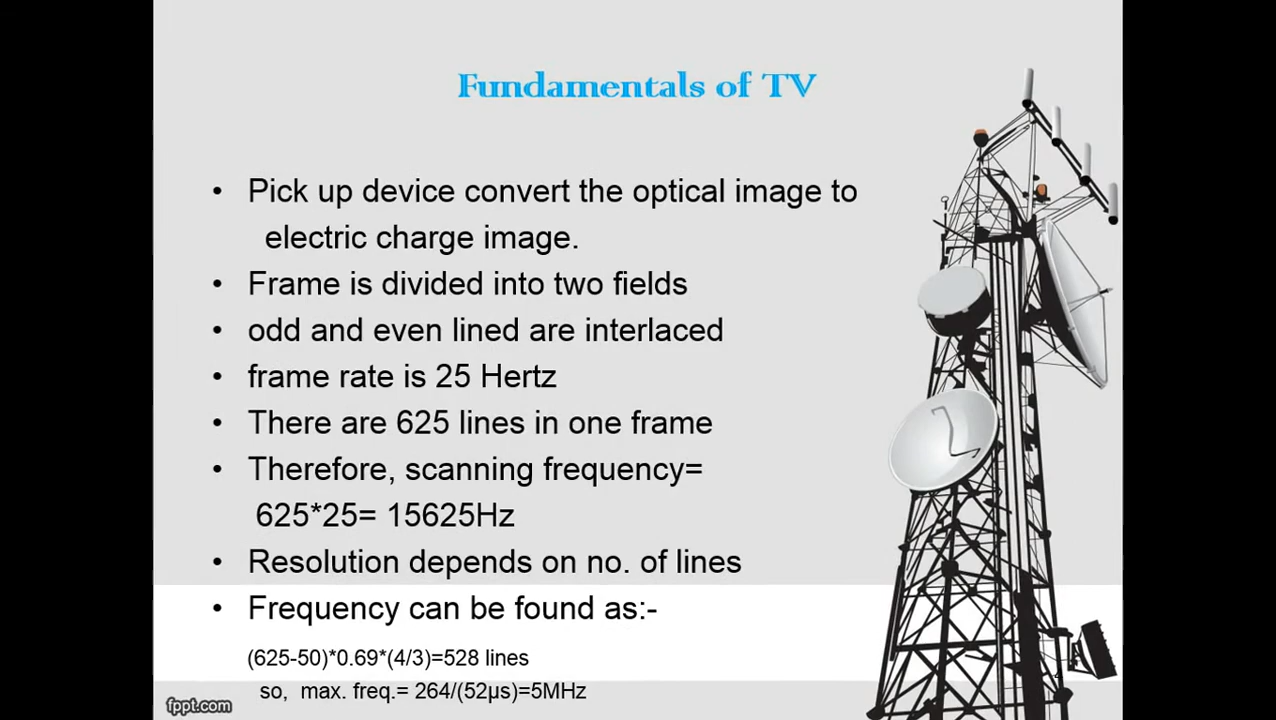 Fundamentals of TV
• Pick up device convert the optical image to
electric charge image.
• Frame is divided into two fields
• odd and even lined are interlaced
• frame rate is 25 Hertz
• There are 625 lines in one frame
• Therefore, scanning frequency=
625*25= 15625Hz
• Resolution depends on no. of lines
• Frequency can be found as:-
(625-50)*0.69*(4/3)=528 lines
so, max. freq.= 264/(52µs)=5MHz
fppt.com